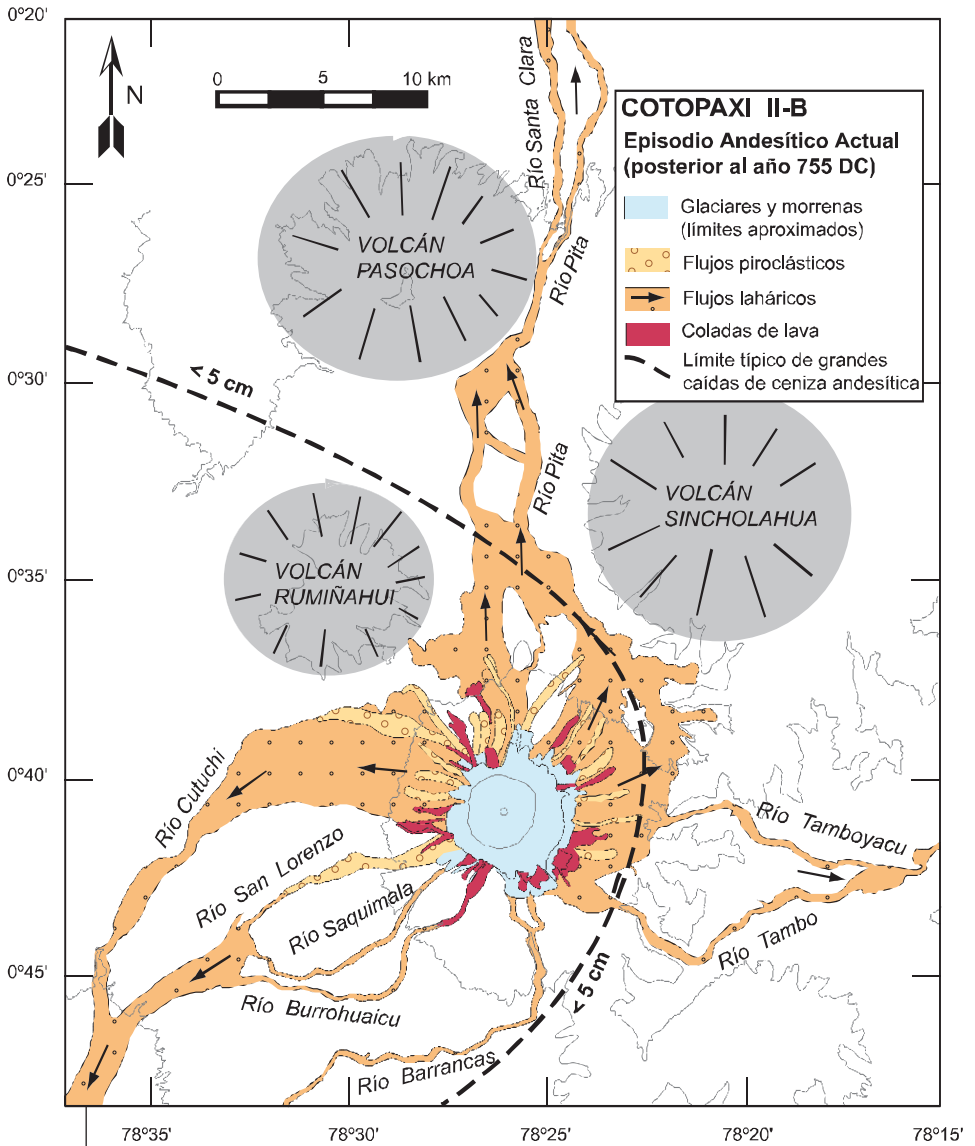 0°20'
0°25'
0°30'
0°35'
0°40'
0°45'
78°35'
78°30'
78°25'
78°20'
78°15'
N
0 5 10 km
COTOPAXI II-B
Episodio Andesítico Actual
(posterior al año 755 DC)
Glaciares y morrenas
(límites aproximados)
Flujos piroclásticos
Flujos laháricos
Coladas de lava
Límite típico de grandes
caídas de ceniza andesítica
Río Santa Clara
VOLCÁN
PASOCHOA
Río Pita
< 5 cm
Río Pita
VOLCÁN
SINCHOLAHUA
VOLCÁN
RUMIÑAHUI
Río Cutuchi
Río San Lorenzo
Río Saquimala
Río Burrohuaicu
Río Barrancas
< 5 cm
Río Tamboyacu
Río Tambo